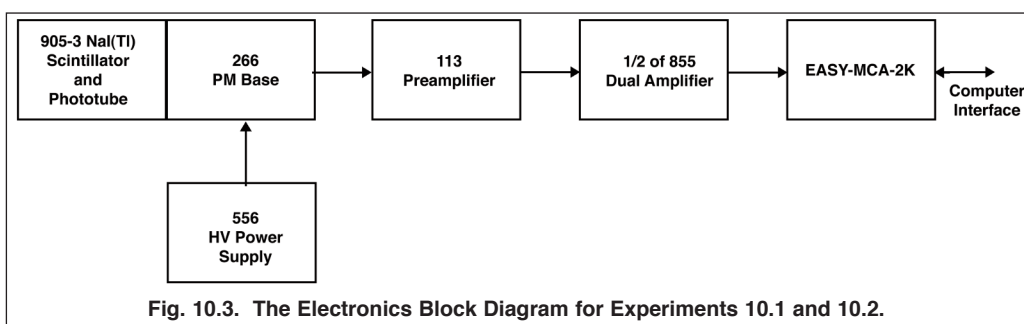 905-3 NaI(Tl)
Scintillator
and
Phototube
266
PM Base
113
Preamplifier
1/2 of 855
Dual Amplifier
EASY-MCA-2K
Computer
Interface
556
HV Power
Supply
Fig. 10.3. The Electronics Block Diagram for Experiments 10.1 and 10.2.